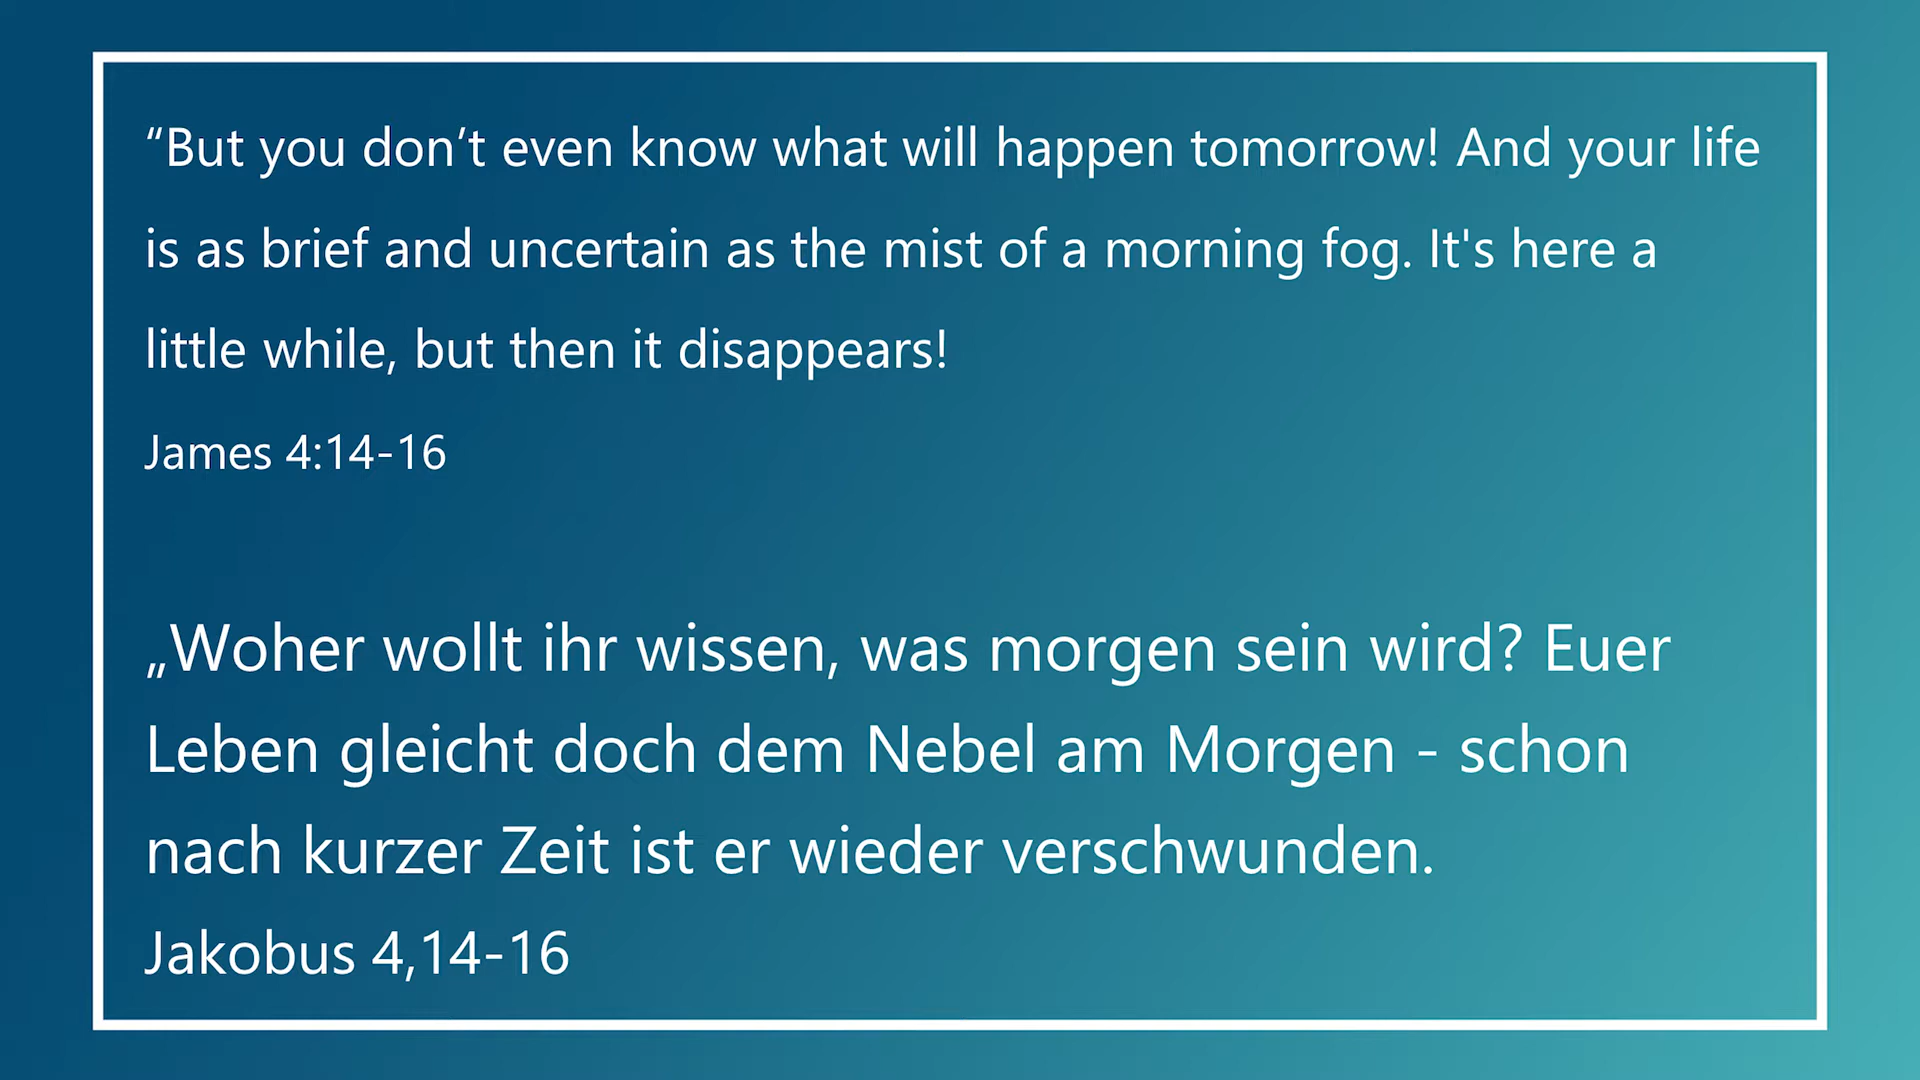 “But you don’t even know what will happen tomorrow! And your life
is as brief and uncertain as the mist of a morning fog. It's here a
little while, but then it disappears!
James 4:14-16
„Woher wollt ihr wissen, was morgen sein wird? Euer
Leben gleicht doch dem Nebel am Morgen - schon
nach kurzer Zeit ist er wieder verschwunden.
Jakobus 4,14-16